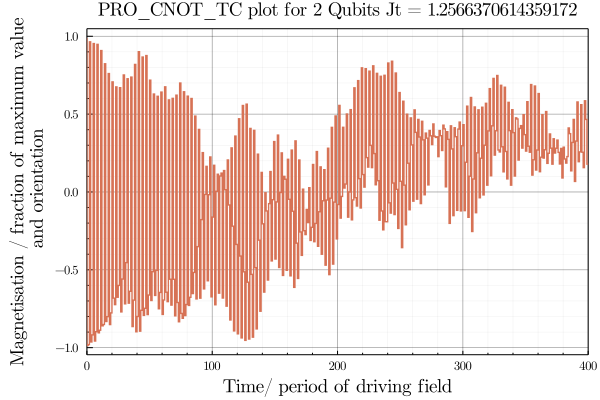 PRO_CNOT_TC plot for 2 Qubits Jt = 1.2566370614359172
Magnetisation / fraction of maximum value
and orientation
1.0
0.5
0.0
−0.5
−1.0
0
100
200
300
400
Time/ period of driving field